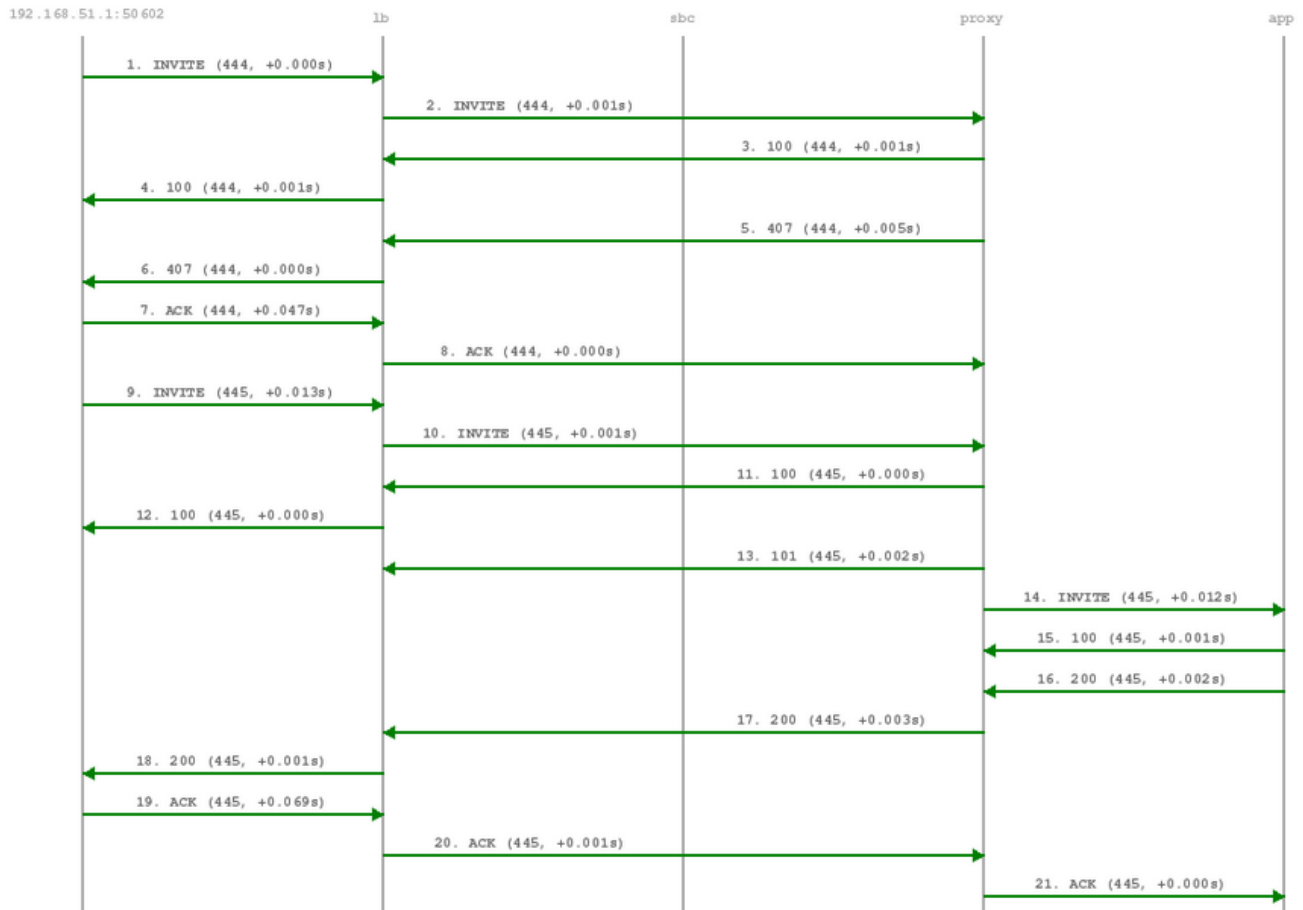 192.168.51.1:50602 lb sbc proxy app
1. INVITE (444, +0.000s)
2. INVITE (444, +0.001s)
3. 100 (444, +0.001s)
4. 100 (444, +0.001s)
5. 407 (444, +0.005s)
6. 407 (444, +0.000s)
7. ACK (444, +0.047s)
8. ACK (444, +0.000s)
9. INVITE (445, +0.013s)
10. INVITE (445, +0.001s)
11. 100 (445, +0.000s)
12. 100 (445, +0.000s)
13. 101 (445, +0.002s)
14. INVITE (445, +0.012s)
15. 100 (445, +0.001s)
16. 200 (445, +0.002s)
17. 200 (445, +0.003s)
18. 200 (445, +0.001s)
19. ACK (445, +0.069s)
20. ACK (445, +0.001s)
21. ACK (445, +0.000s)